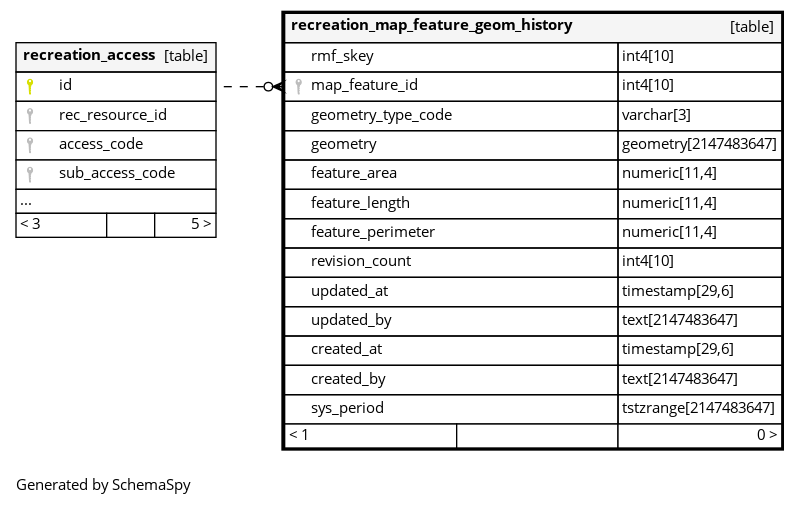 recreation_access [table]
id
rec_resource_id
access_code
sub_access_code
...
< 3 5 >
recreation_map_feature_geom_history [table]
rmf_skey int4[10]
map_feature_id int4[10]
geometry_type_code varchar[3]
geometry geometry[2147483647]
feature_area numeric[11,4]
feature_length numeric[11,4]
feature_perimeter numeric[11,4]
revision_count int4[10]
updated_at timestamp[29,6]
updated_by text[2147483647]
created_at timestamp[29,6]
created_by text[2147483647]
sys_period tstzrange[2147483647]
< 1 0 >
Generated by SchemaSpy